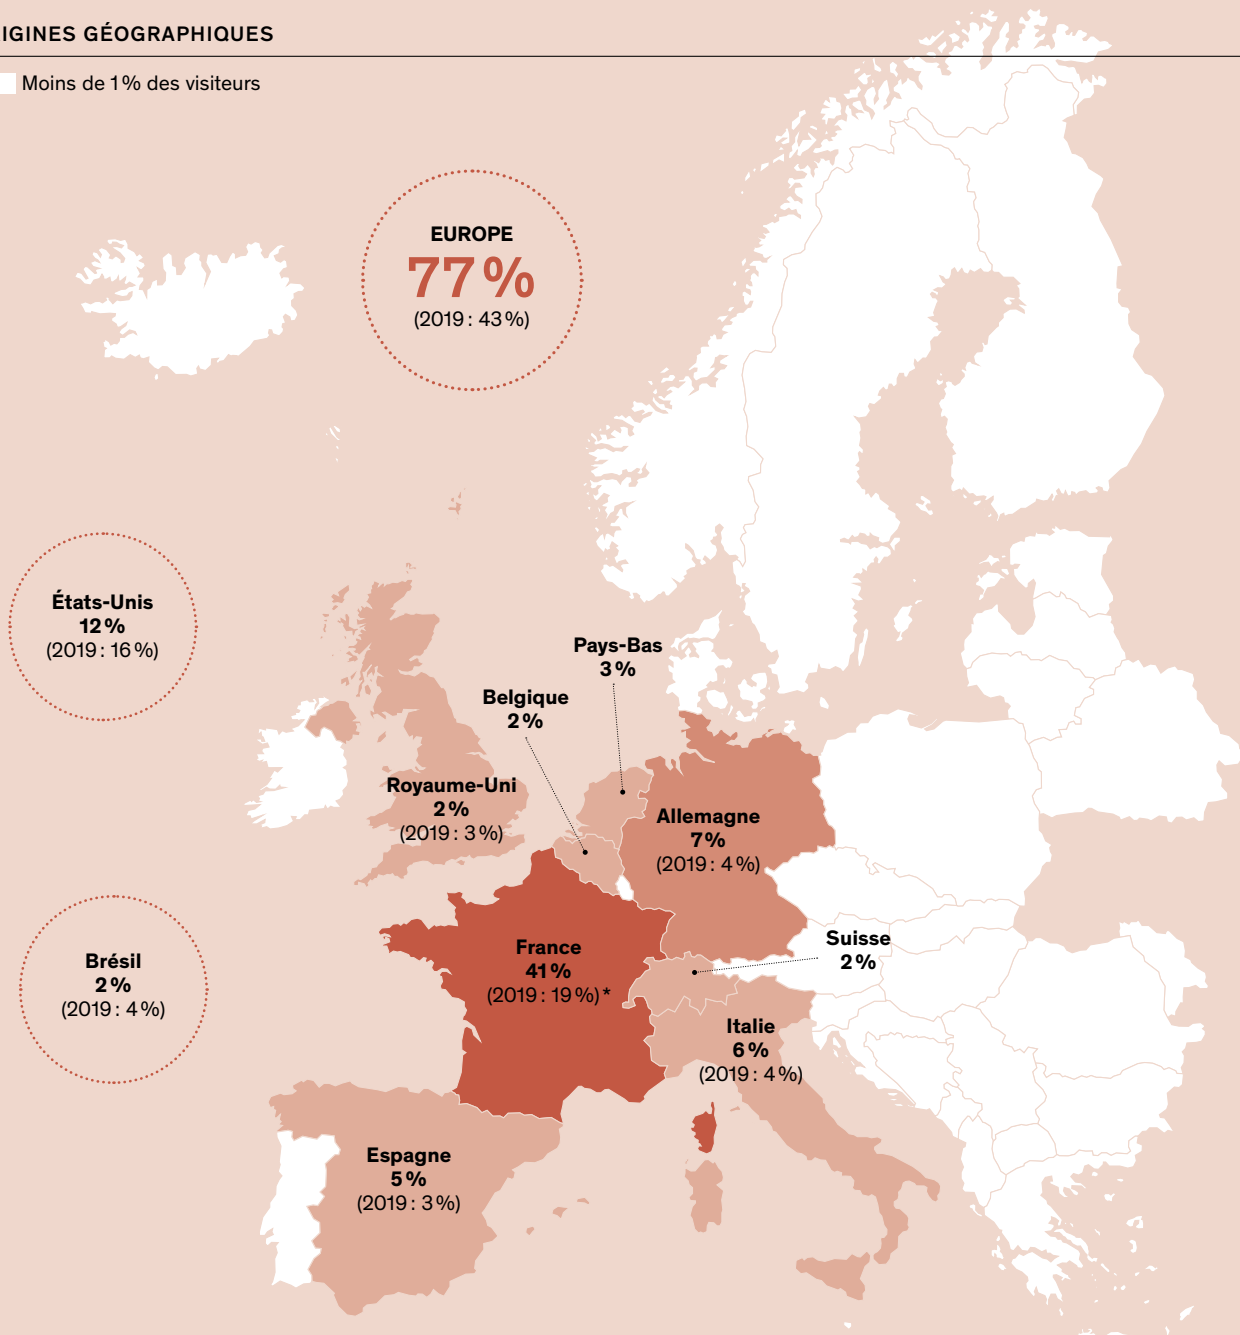 IGINES GÉOGRAPHIQUES
Moins de 1 % des visiteurs
EUROPE
77 %
(2019 : 43 %)
États-Unis
12 %
(2019 : 16 %)
Pays-Bas
3 %
Belgique
2 %
Royaume-Uni
2 %
(2019 : 3 %)
Allemagne
7 %
(2019 : 4 %)
Brésil
2 %
(2019 : 4 %)
France
41 %
(2019 : 19 %)*
Suisse
2 %
Italie
6 %
(2019 : 4 %)
Espagne
5 %
(2019 : 3 %)